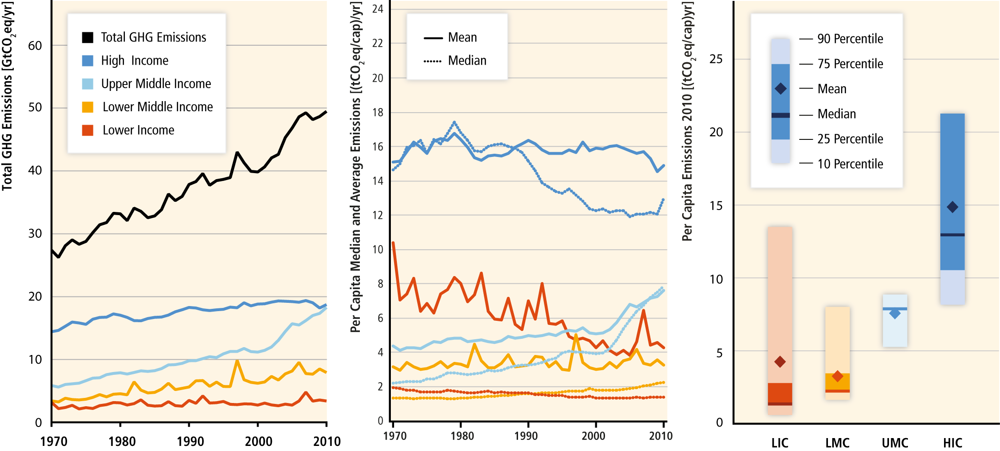 Total GHG Emissions [GtCO2eq/yr]
60
50
40
30
20
10
0
1970 1980 1990 2000 2010
Total GHG Emissions
High Income
Upper Middle Income
Lower Middle Income
Lower Income
Per Capita Median and Average Emissions [(tCO2eq/cap)/yr]
24
22
20
18
16
14
12
10
8
6
4
2
0
1970 1980 1990 2000 2010
Mean
Median
Per Capita Emissions 2010 [(tCO2eq/cap)yr]
25
20
15
10
5
0
LIC LMC UMC HIC
90 Percentile
75 Percentile
Mean
Median
25 Percentile
10 Percentile